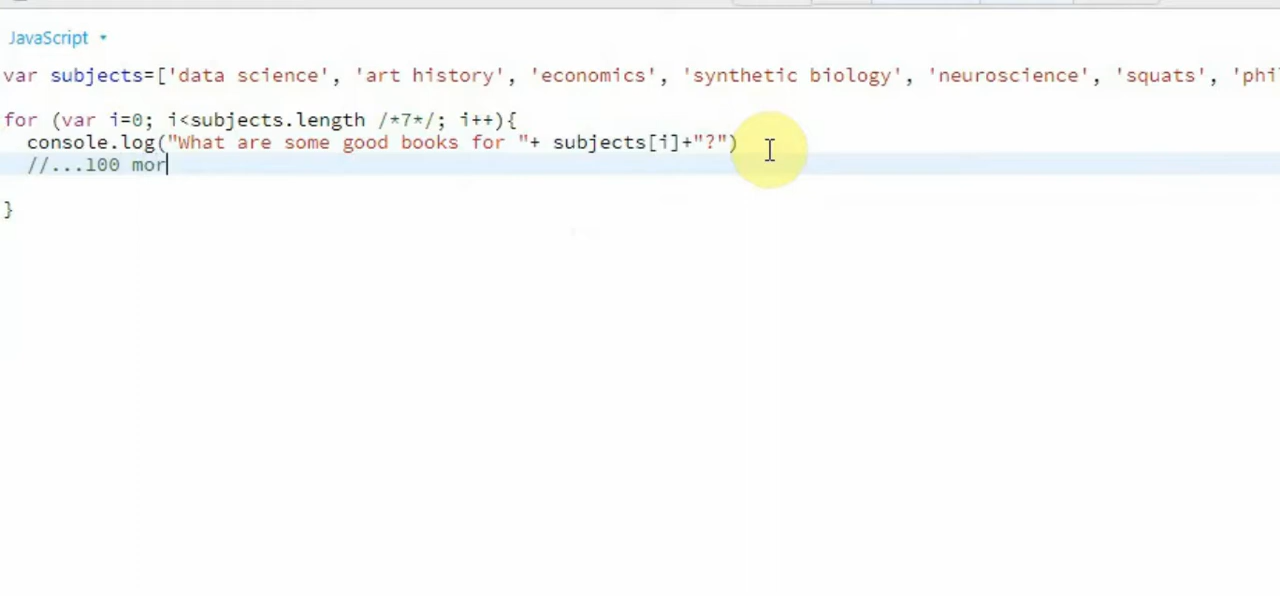 JavaScript
var subjects=['data science', 'art history', 'economics', 'synthetic biology', 'neuroscience', 'squats', 'phi
for (var i=0; i<subjects.length /*7*/; i++){
console.log("What are some good books for "+ subjects[i]+"?")
//...100 mor
}